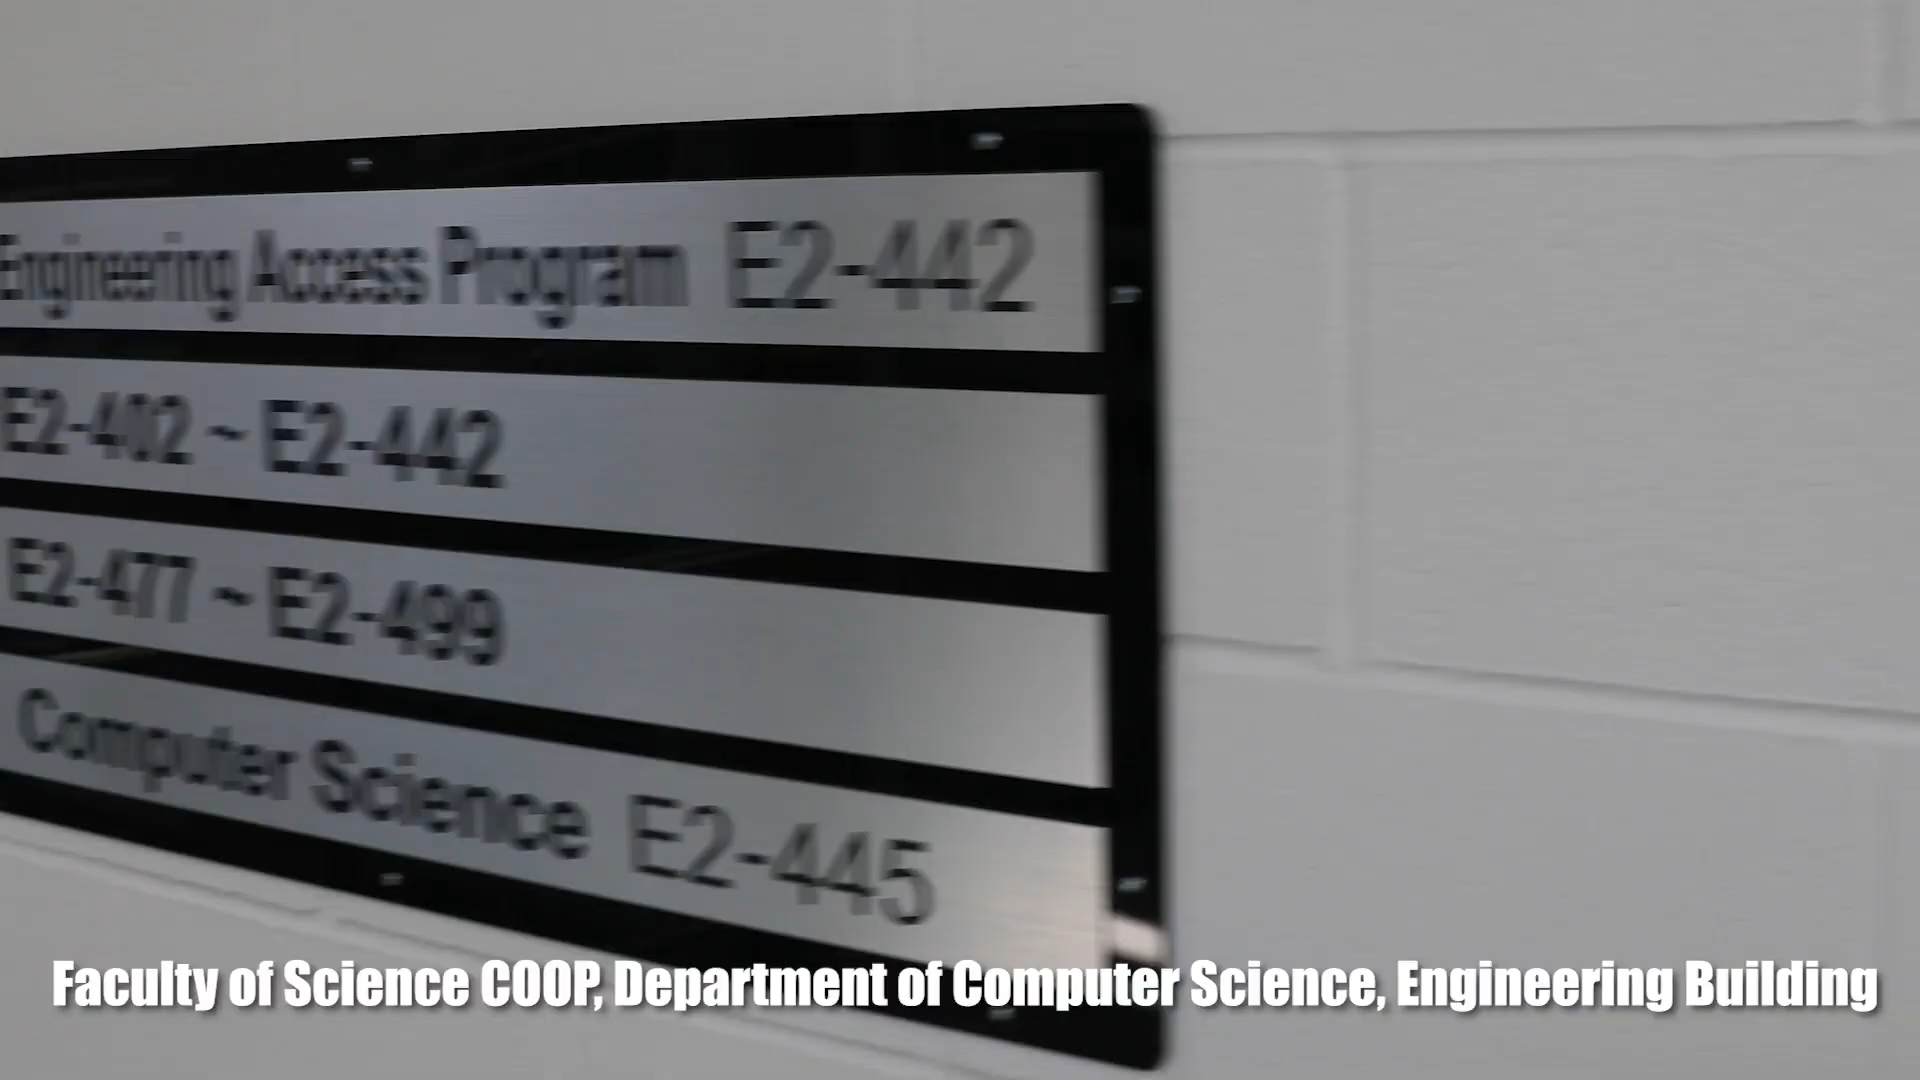 Engineering Access Program E2-442
E2-402 ~ E2-442
E2-477 ~ E2-499
Computer Science E2-445
Faculty of Science COOP, Department of Computer Science, Engineering Building